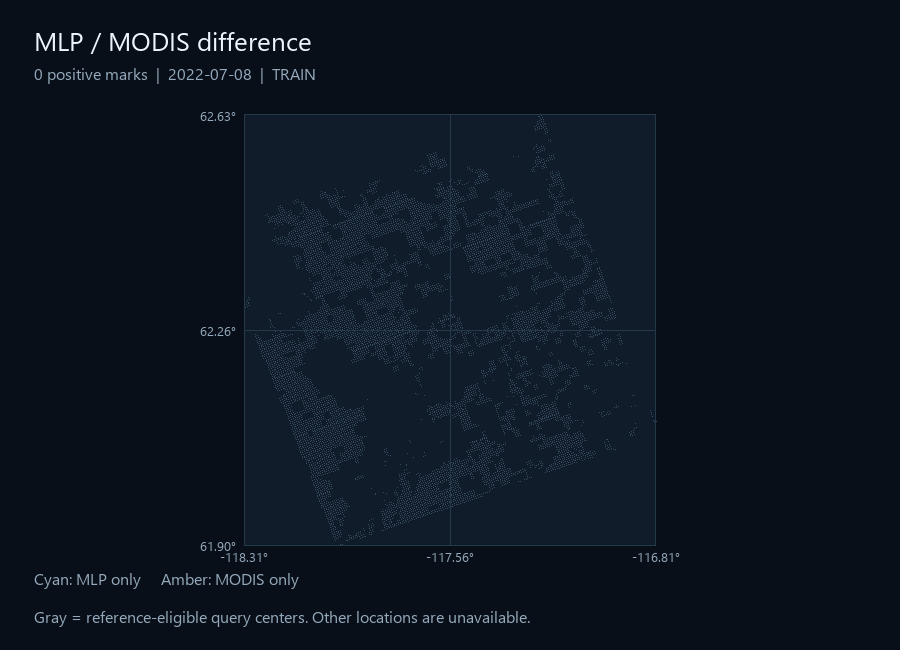 MLP / MODIS difference
0 positive marks | 2022-07-08 | TRAIN
62.63°
62.26°
61.90°
-118.31° -117.56° -116.81°
Cyan: MLP only Amber: MODIS only
Gray = reference-eligible query centers. Other locations are unavailable.